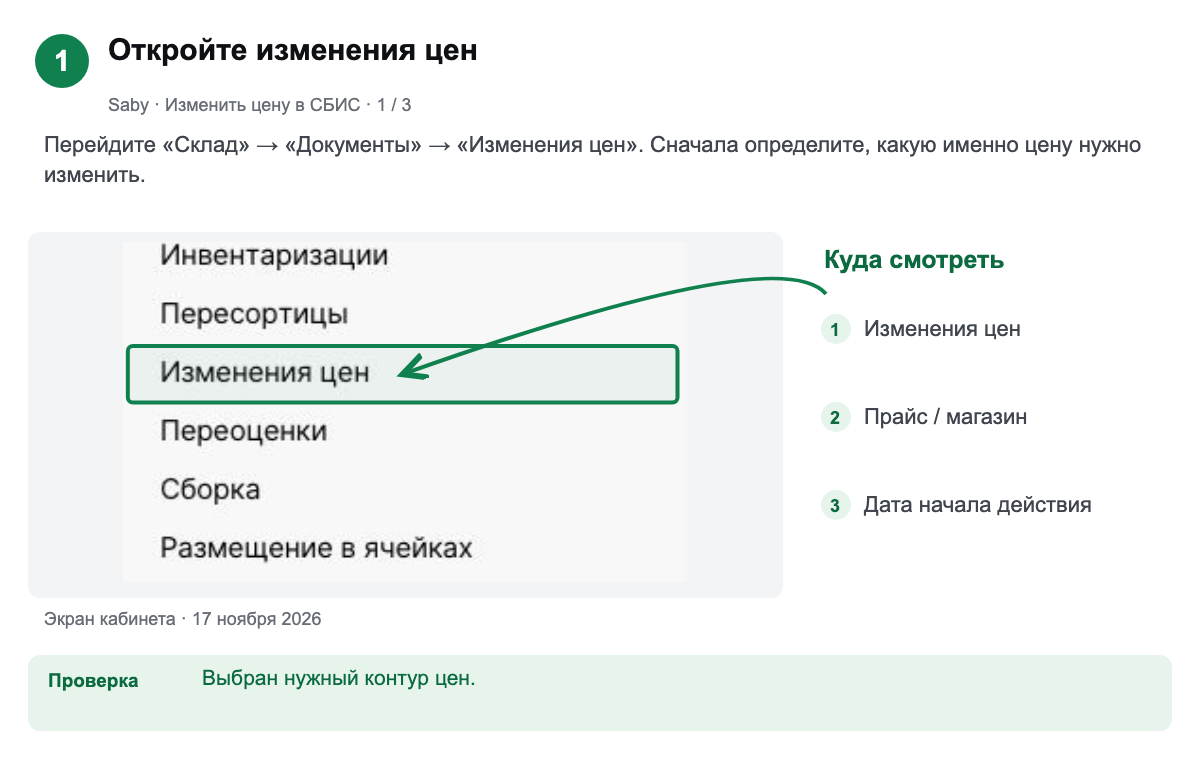 1
Откройте изменения цен
Saby · Изменить цену в СБИС · 1 / 3
Перейдите «Склад» → «Документы» → «Изменения цен». Сначала определите, какую именно цену нужно
изменить.
Инвентаризации
Пересортицы
Изменения цен
Переоценки
Сборка
Размещение в ячейках
Куда смотреть
1 Изменения цен
2 Прайс / магазин
3 Дата начала действия
Экран кабинета · 17 ноября 2026
Проверка Выбран нужный контур цен.